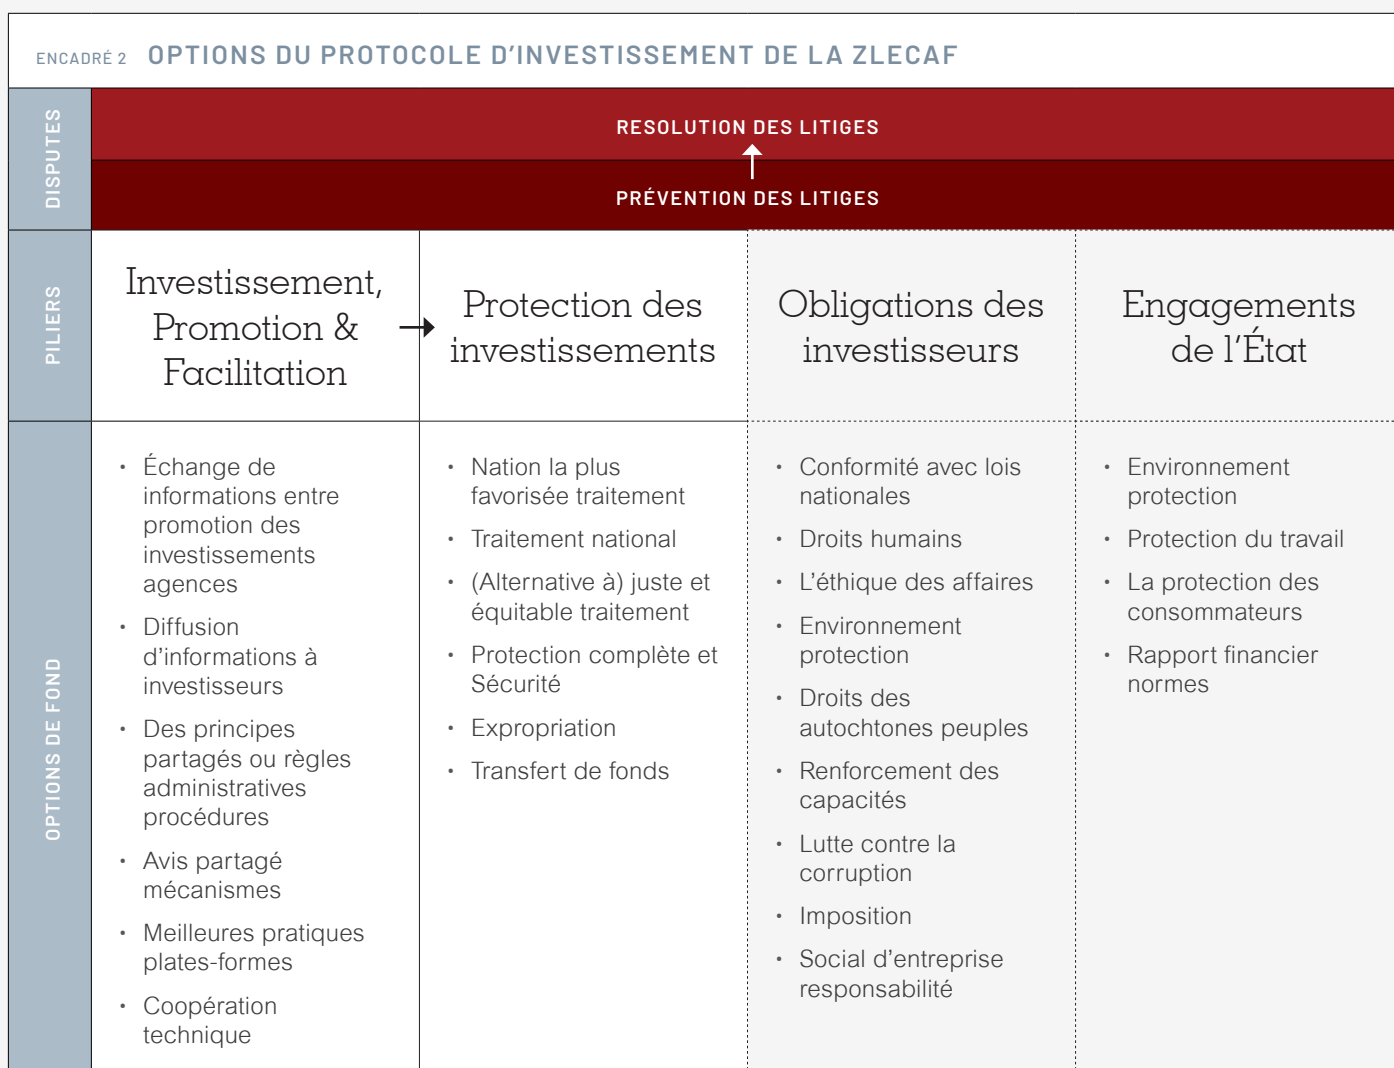 ENCADRÉ 2 OPTIONS DU PROTOCOLE D’INVESTISSEMENT DE LA ZLECAF
DISPUTES
RESOLUTION DES LITIGES
PRÉVENTION DES LITIGES
PILIERS
Investissement,
Promotion &
Facilitation
Protection des
investissements
Obligations des
investisseurs
Engagements
de l’État
OPTIONS DE FOND
• Échange de
informations entre
promotion des
investissements
agences
• Diffusion
d’informations à
investisseurs
• Des principes
partagés ou règles
administratives
procédures
• Avis partagé
mécanismes
• Meilleures pratiques
plates-formes
• Coopération
technique
• Nation la plus
favorisée traitement
• Traitement national
• (Alternative à) juste et
équitable traitement
• Protection complète et
Sécurité
• Expropriation
• Transfert de fonds
• Conformité avec lois
nationales
• Droits humains
• L’éthique des affaires
• Environnement
protection
• Droits des
autochtones peuples
• Renforcement des
capacités
• Lutte contre la
corruption
• Imposition
• Social d’entreprise
responsabilité
• Environnement
protection
• Protection du travail
• La protection des
consommateurs
• Rapport financier
normes